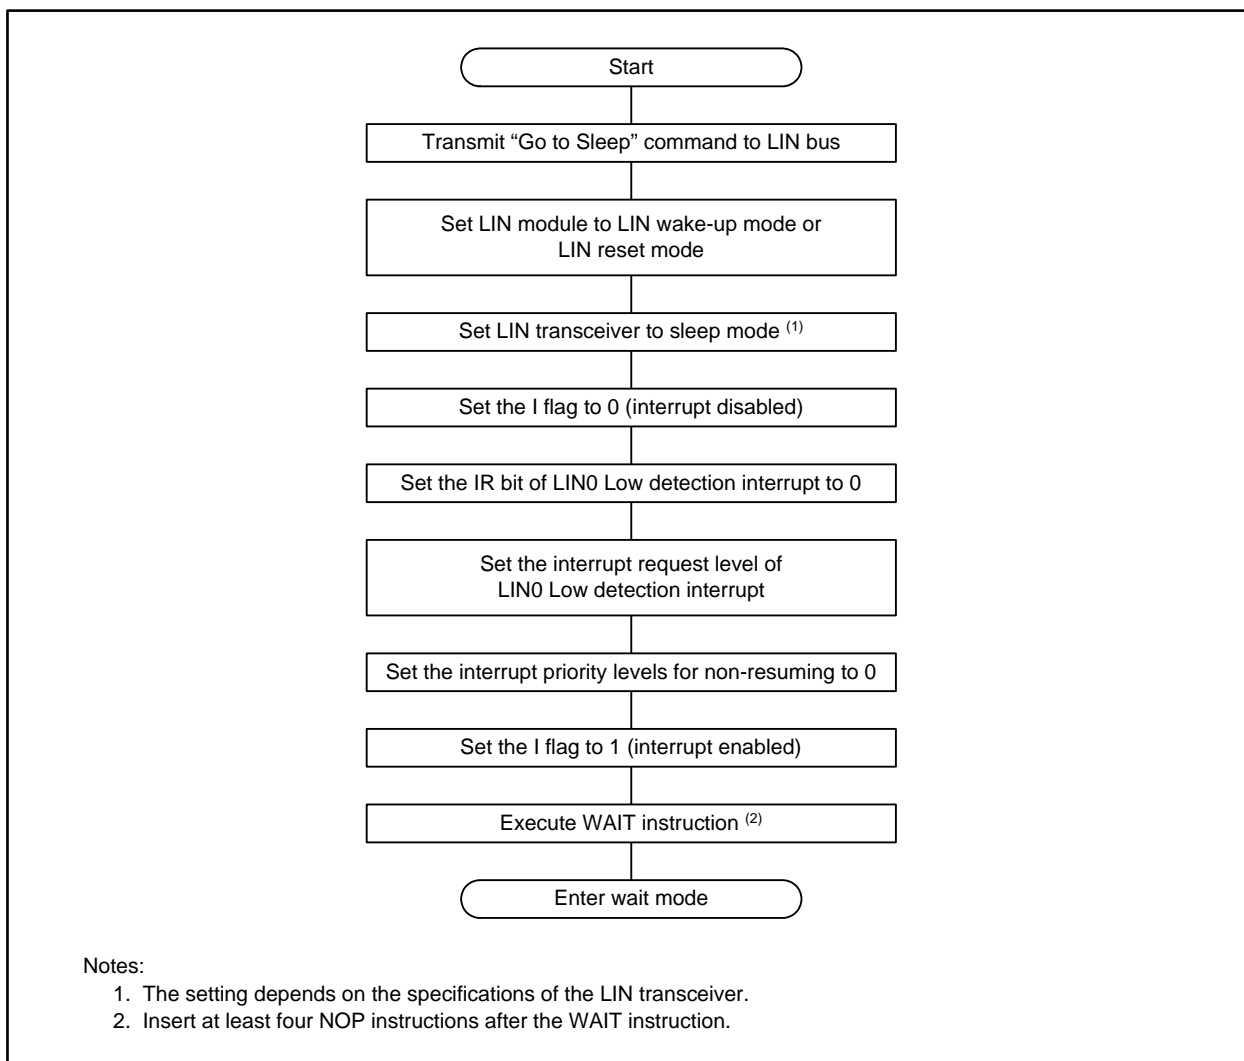 Start
Transmit “Go to Sleep” command to LIN bus
Set LIN module to LIN wake-up mode or
LIN reset mode
Set LIN transceiver to sleep mode (1)
Set the I flag to 0 (interrupt disabled)
Set the IR bit of LIN0 Low detection interrupt to 0
Set the interrupt request level of
LIN0 Low detection interrupt
Set the interrupt priority levels for non-resuming to 0
Set the I flag to 1 (interrupt enabled)
Execute WAIT instruction (2)
Enter wait mode
Notes:
1. The setting depends on the specifications of the LIN transceiver.
2. Insert at least four NOP instructions after the WAIT instruction.